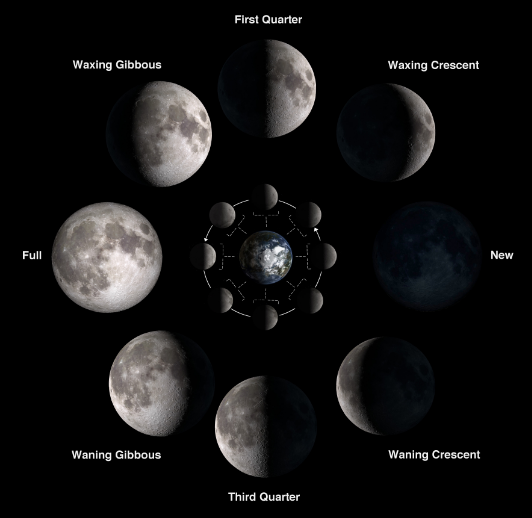 First Quarter
Waxing Gibbous
Waxing Crescent
Full
New
Waning Gibbous
Waning Crescent
Third Quarter